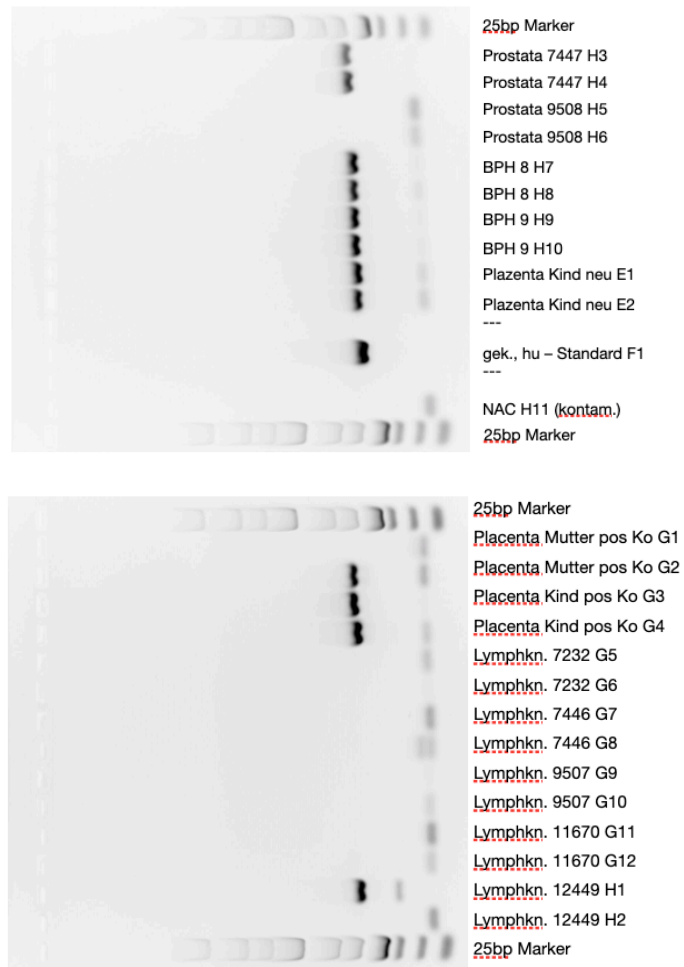 25bp Marker
Prostata 7447 H3
Prostata 7447 H4
Prostata 9508 H5
Prostata 9508 H6
BPH 8 H7
BPH 8 H8
BPH 9 H9
BPH 9 H10
Plazenta Kind neu E1
Plazenta Kind neu E2
---
gek., hu – Standard F1
---
NAC H11 (kontam.)
25bp Marker
25bp Marker
Placenta Mutter pos Ko G1
Placenta Mutter pos Ko G2
Placenta Kind pos Ko G3
Placenta Kind pos Ko G4
Lymphkn. 7232 G5
Lymphkn. 7232 G6
Lymphkn. 7446 G7
Lymphkn. 7446 G8
Lymphkn. 9507 G9
Lymphkn. 9507 G10
Lymphkn. 11670 G11
Lymphkn. 11670 G12
Lymphkn. 12449 H1
Lymphkn. 12449 H2
25bp Marker